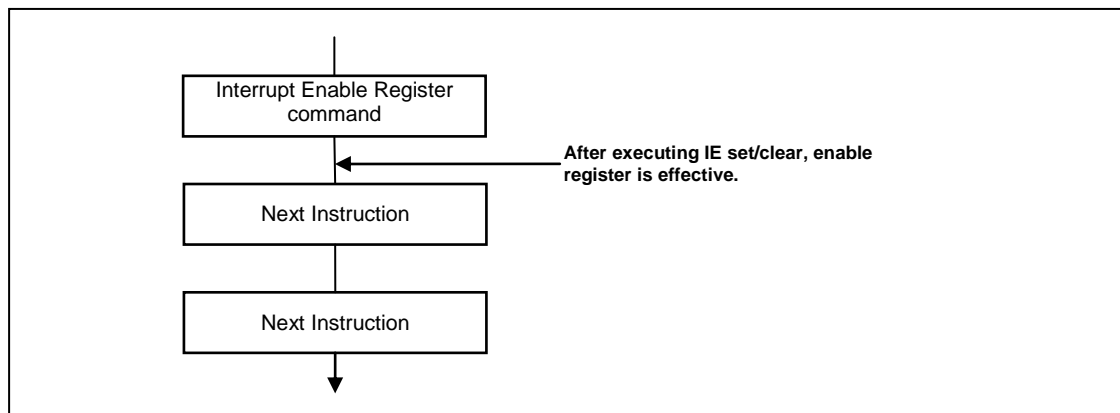 Interrupt Enable Register
command
After executing IE set/clear, enable
register is effective.
Next Instruction
Next Instruction